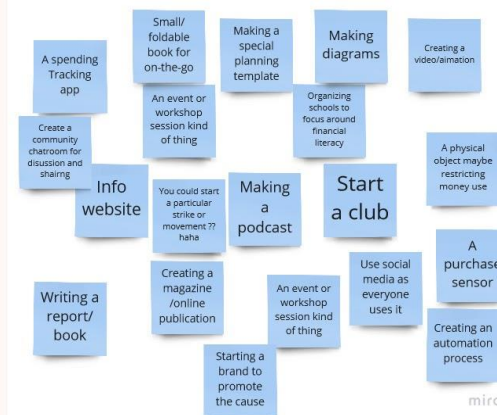 Small/
foldable
book for
on-the-go
Making a
special
planning
template
Making
diagrams
Creating a
video/aimation
A spending
Tracking
app
An event or
workshop
session kind
of thing
Organizing
schools to
focus around
financial
literacy
Create a
community
chatroom for
disussion and
shairng
A physical
object maybe
restricting
money use
Info
website
You could start
a particular
strike or
movement ??
haha
Making
a
podcast
Start
a club
A
purchase
sensor
Use social
media as
everyone
uses it
Creating a
magazine
/online
publication
Writing a
report/
book
An event or
workshop
session kind
of thing
Creating an
automation
process
Starting a
brand to
promote
the cause
miro